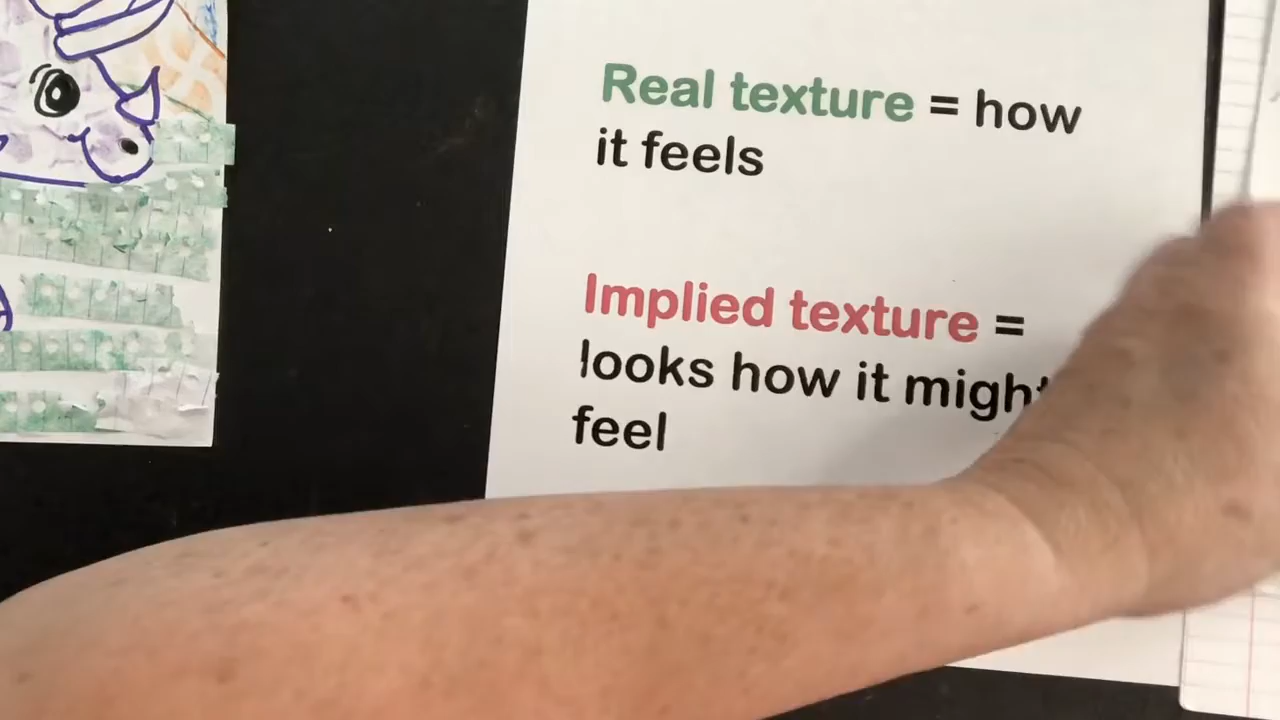 Real texture = how
it feels
Implied texture =
looks how it might
feel